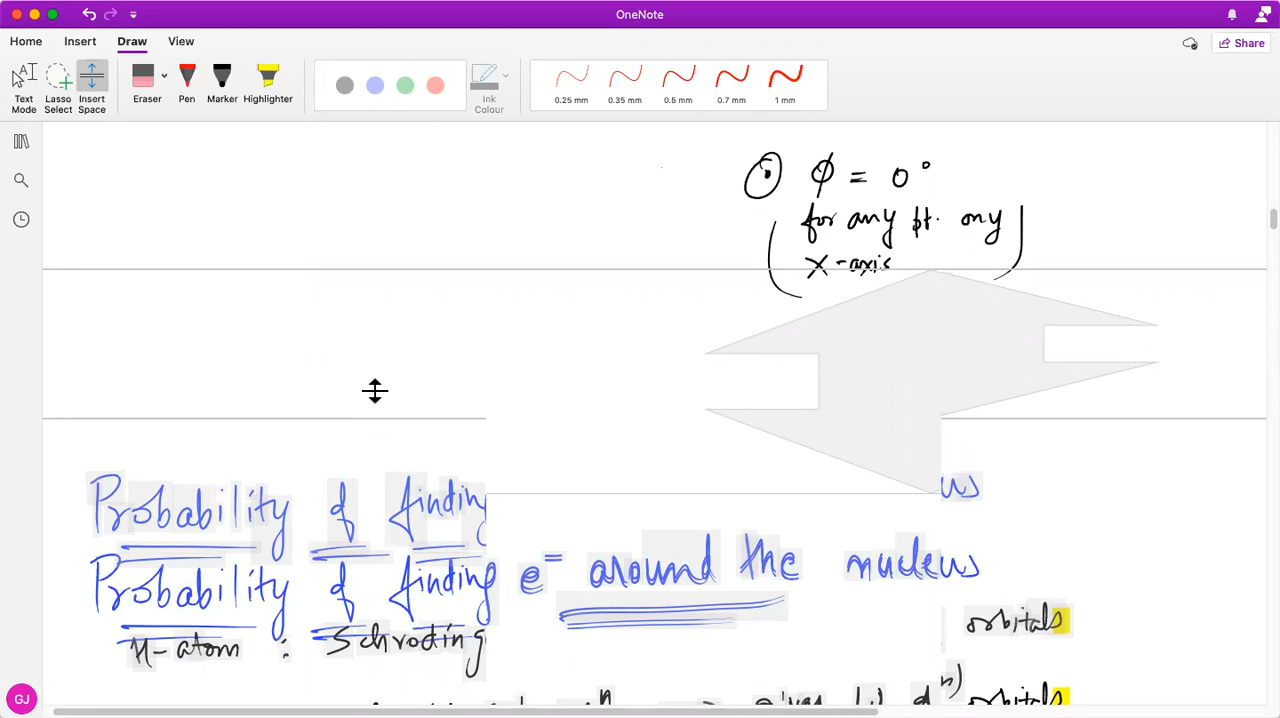 OneNote
Home Insert Draw View Share
Text Mode Lasso Select Insert Space Eraser Pen Marker Highlighter Ink Colour 0.25 mm 0.35 mm 0.5 mm 0.7 mm 1 mm
ϕ = 0°
for any pt. ony
X-axis
Probability of finding
Probability of finding e⁻ around the nucleus
H-atom : Schroding
orbitals
orbitals
GJ